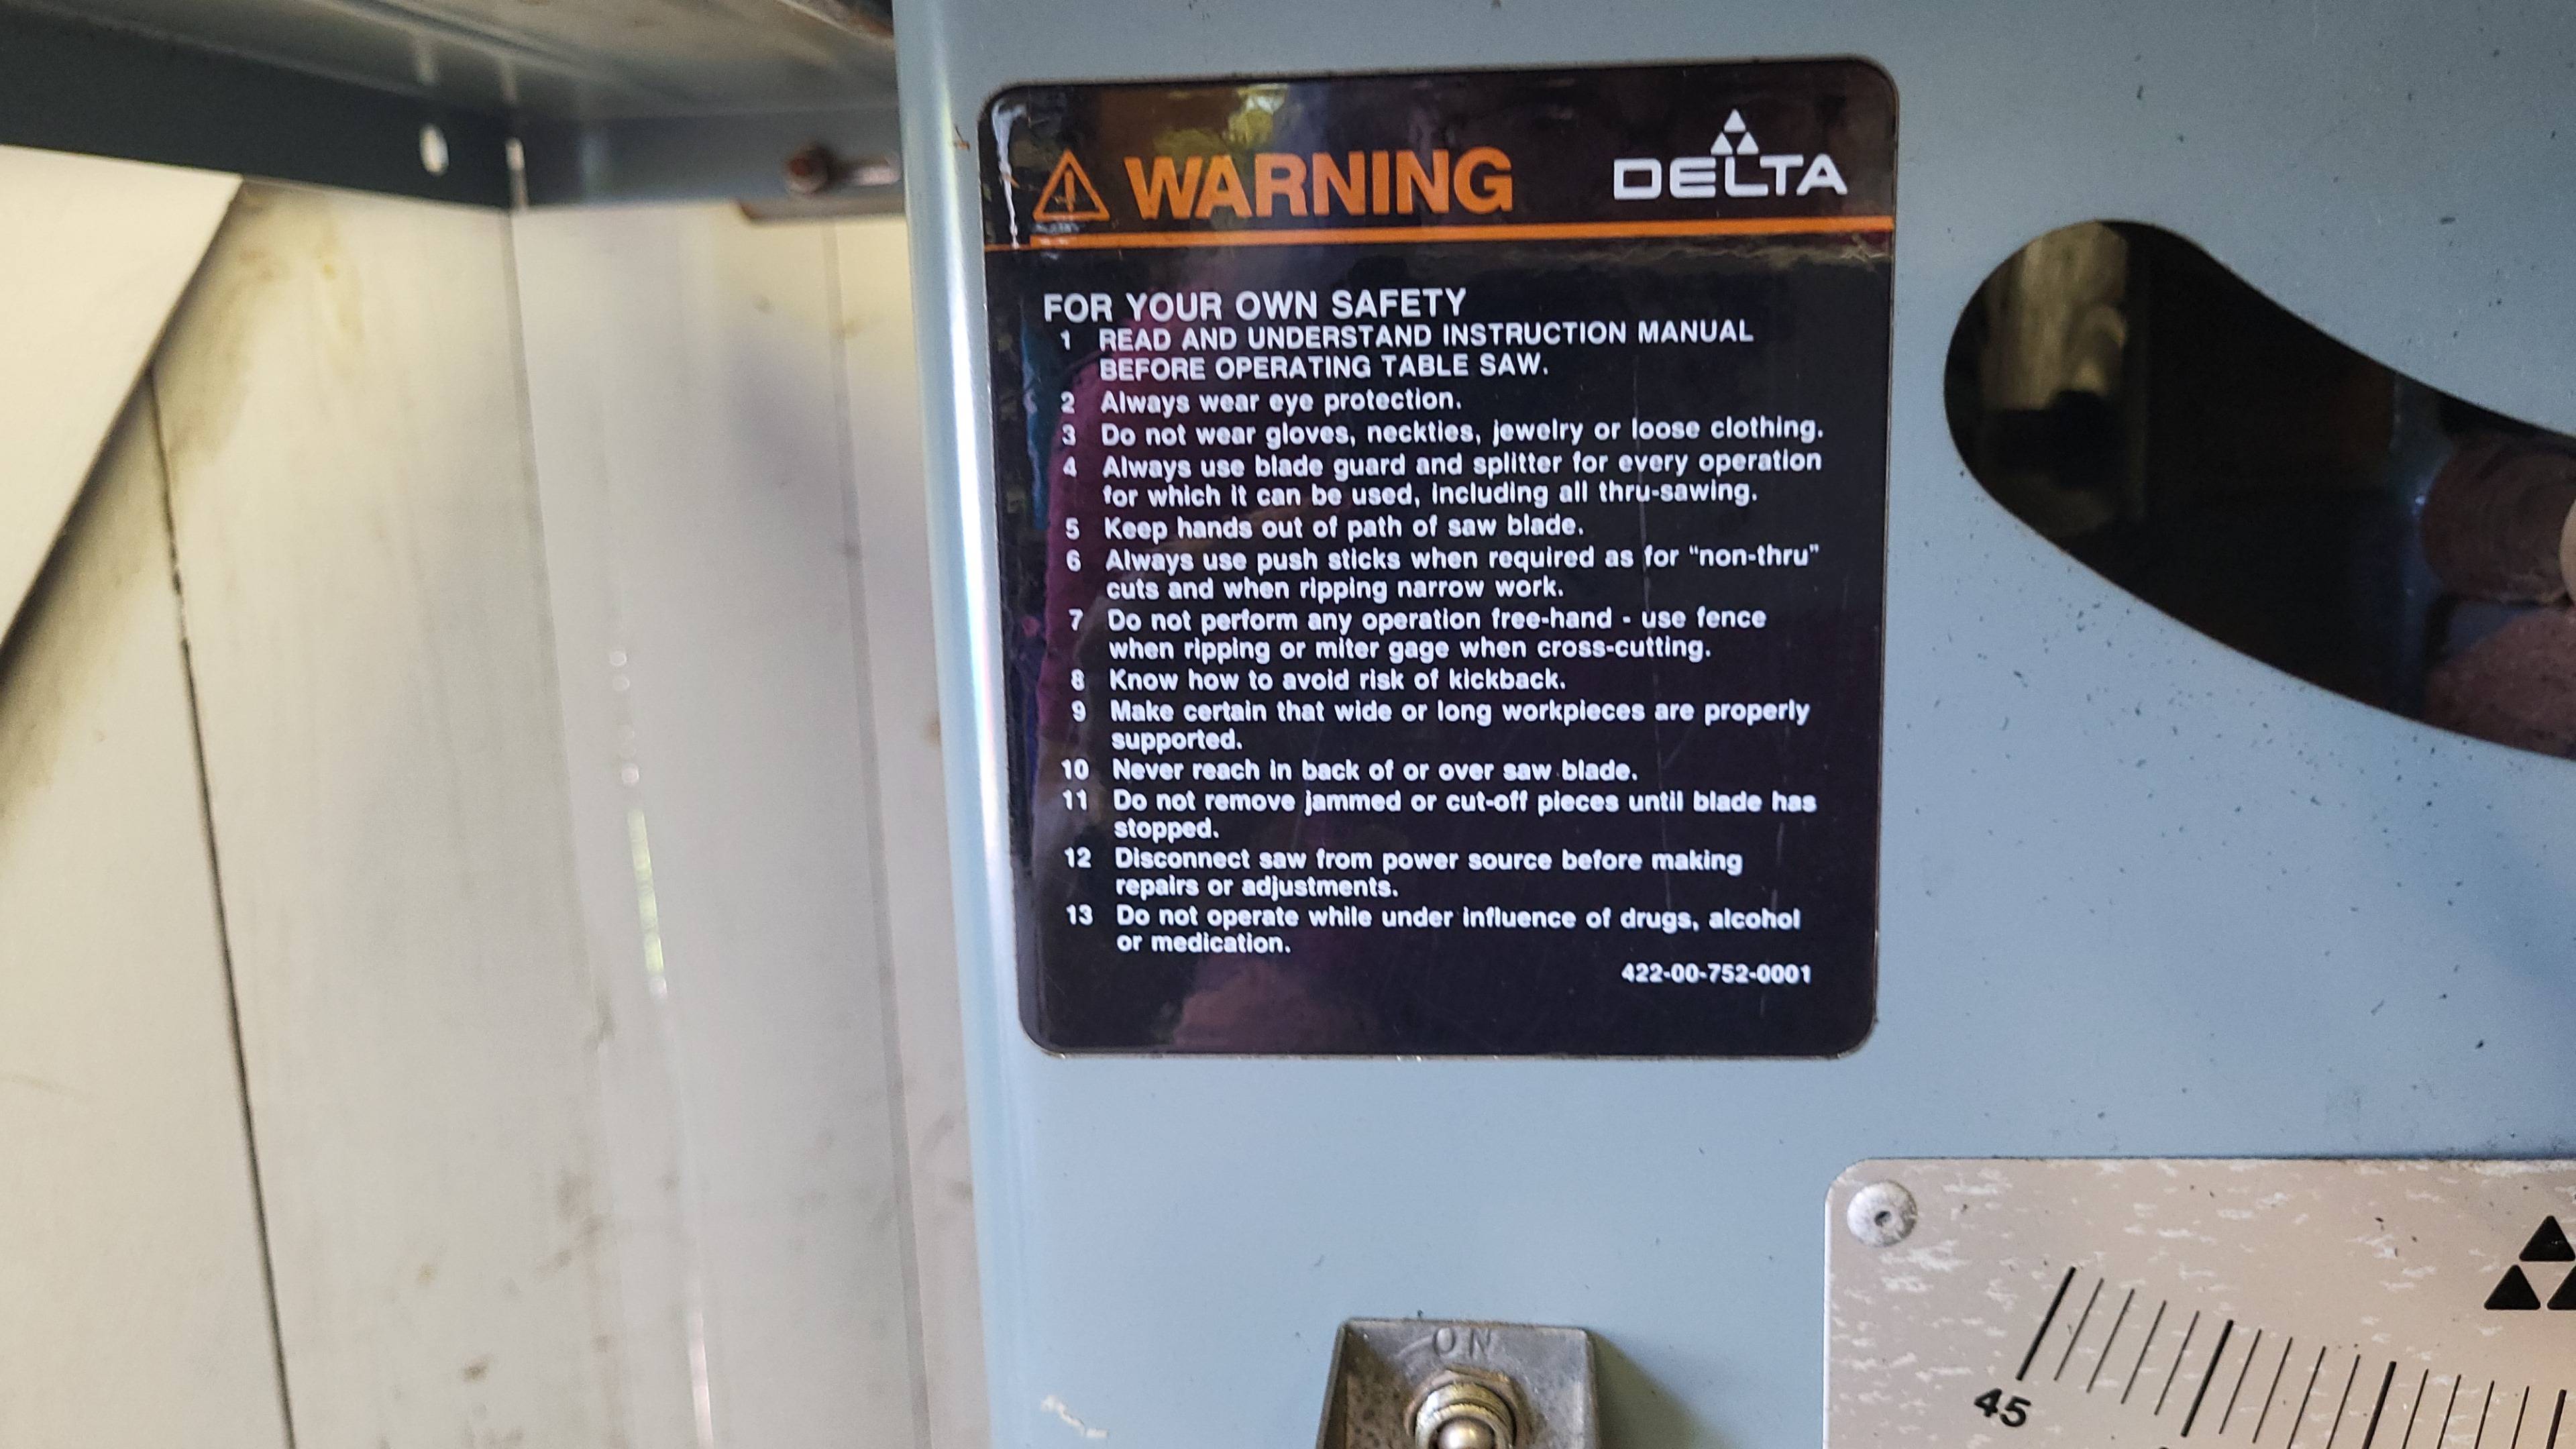 WARNING DELTA
FOR YOUR OWN SAFETY
1 READ AND UNDERSTAND INSTRUCTION MANUAL
BEFORE OPERATING TABLE SAW.
2 Always wear eye protection.
3 Do not wear gloves, neckties, jewelry or loose clothing.
4 Always use blade guard and splitter for every operation
for which it can be used, including all thru-sawing.
5 Keep hands out of path of saw blade.
6 Always use push sticks when required as for "non-thru"
cuts and when ripping narrow work.
7 Do not perform any operation free-hand - use fence
when ripping or miter gage when cross-cutting.
8 Know how to avoid risk of kickback.
9 Make certain that wide or long workpieces are properly
supported.
10 Never reach in back of or over saw blade.
11 Do not remove jammed or cut-off pieces until blade has
stopped.
12 Disconnect saw from power source before making
repairs or adjustments.
13 Do not operate while under influence of drugs, alcohol
or medication.
422-00-752-0001
ON
45